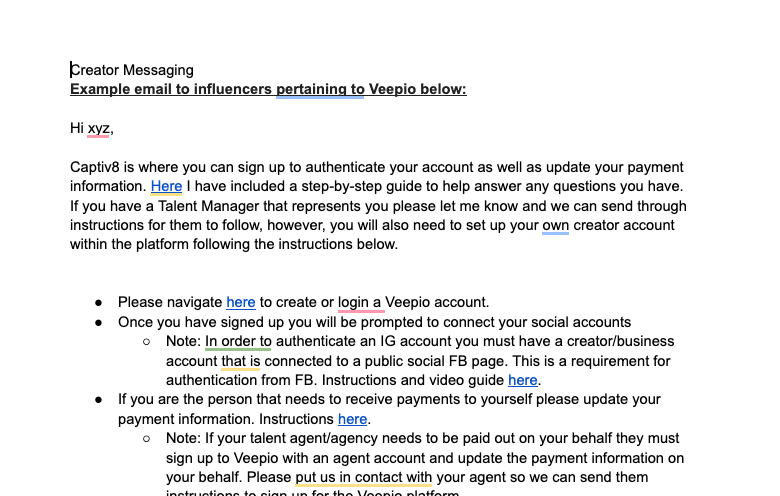 Creator Messaging
Example email to influencers pertaining to Veepio below:
Hi xyz,
Captiv8 is where you can sign up to authenticate your account as well as update your payment
information. Here I have included a step-by-step guide to help answer any questions you have.
If you have a Talent Manager that represents you please let me know and we can send through
instructions for them to follow, however, you will also need to set up your own creator account
within the platform following the instructions below.
● Please navigate here to create or login a Veepio account.
● Once you have signed up you will be prompted to connect your social accounts
○ Note: In order to authenticate an IG account you must have a creator/business
account that is connected to a public social FB page. This is a requirement for
authentication from FB. Instructions and video guide here.
● If you are the person that needs to receive payments to yourself please update your
payment information. Instructions here.
○ Note: If your talent agent/agency needs to be paid out on your behalf they must
sign up to Veepio with an agent account and update the payment information on
your behalf. Please put us in contact with your agent so we can send them
instructions to sign up for the Veepio platform.